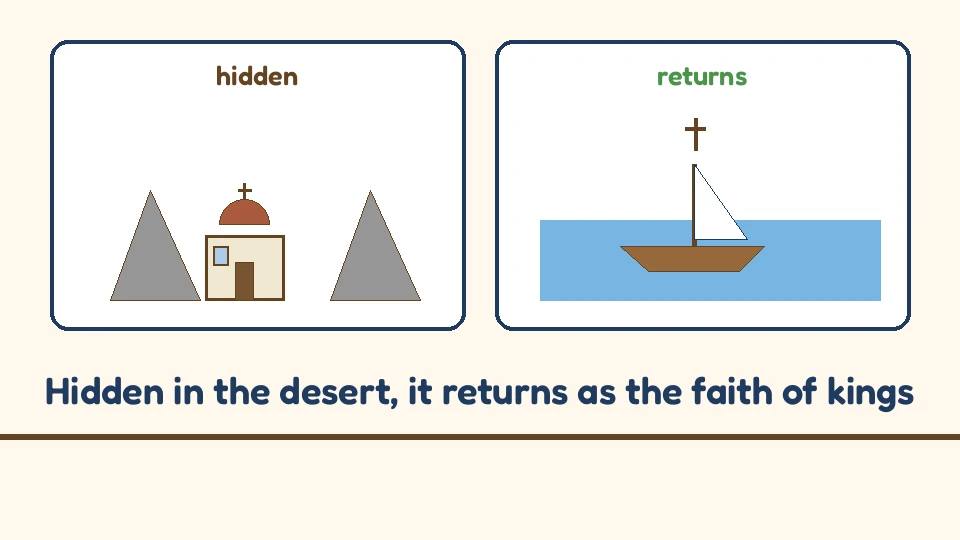 hidden
returns
Hidden in the desert, it returns as the faith of kings